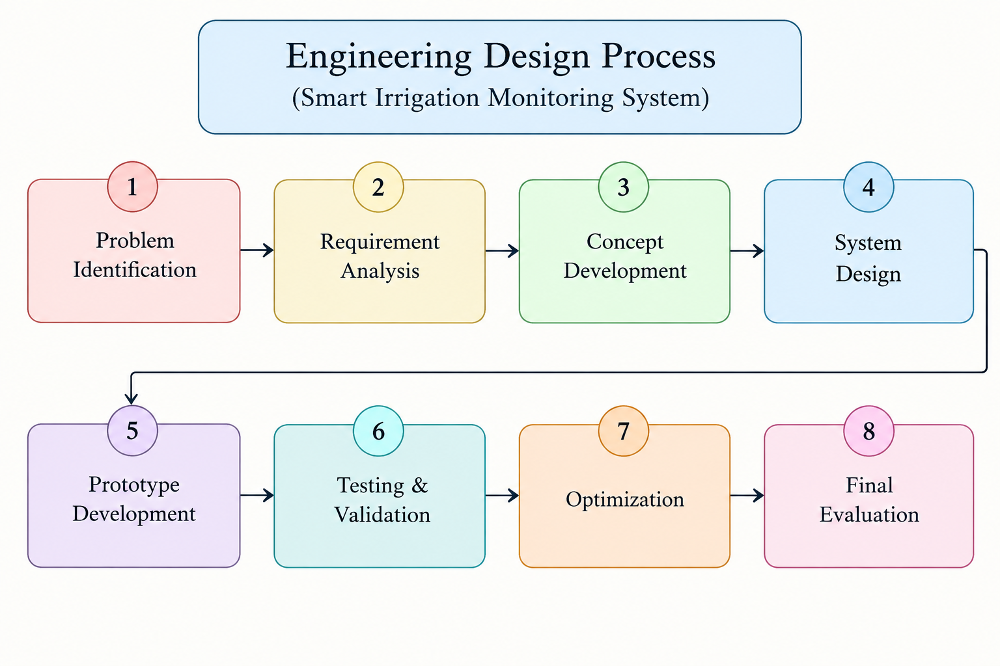 Engineering Design Process
(Smart Irrigation Monitoring System)
1
Problem
Identification
2
Requirement
Analysis
3
Concept
Development
4
System
Design
5
Prototype
Development
6
Testing &
Validation
7
Optimization
8
Final
Evaluation